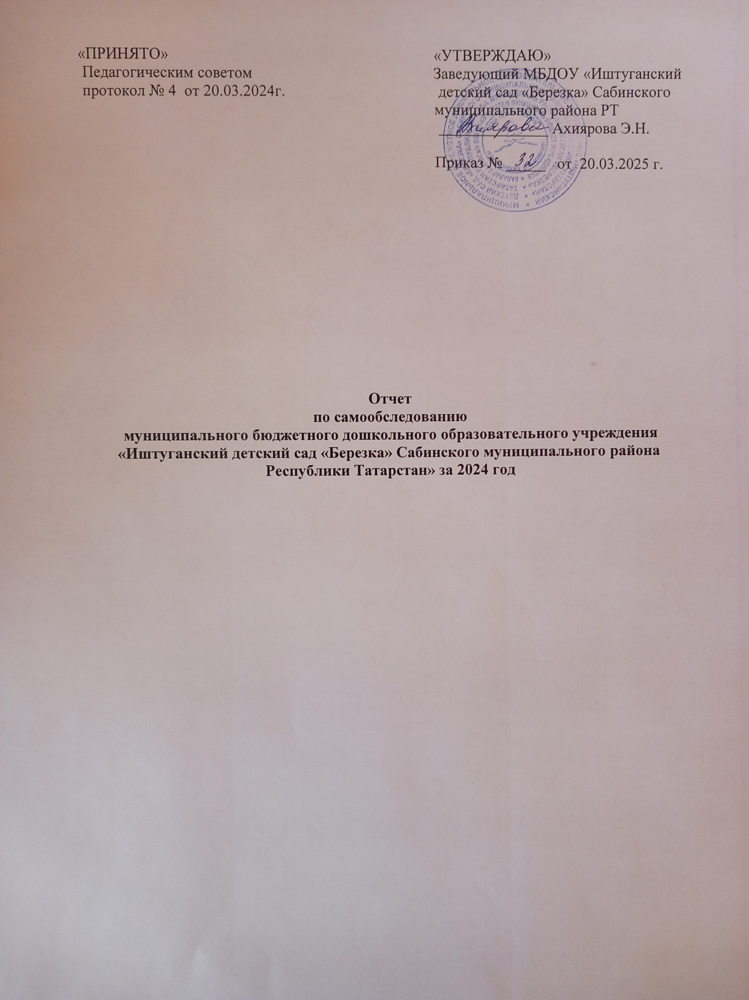 «ПРИНЯТО»
Педагогическим советом
протокол № 4 от 20.03.2024г.
«УТВЕРЖДАЮ»
Заведующий МБДОУ «Иштуганский
детский сад «Березка» Сабинского
муниципального района РТ
Ахиярова Ахиярова Э.Н.
Приказ № 32 от 20.03.2025 г.
Отчет
по самообследованию
муниципального бюджетного дошкольного образовательного учреждения
«Иштуганский детский сад «Березка» Сабинского муниципального района
Республики Татарстан» за 2024 год